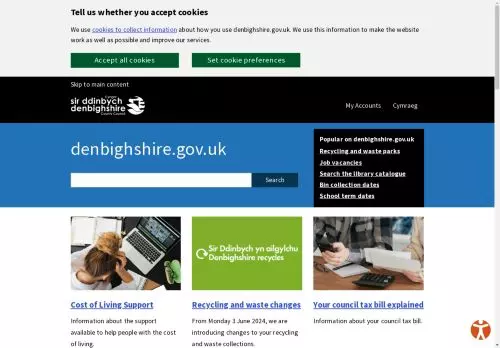 Tell us whether you accept cookies
We use cookies to collect information about how you use denbighshire.gov.uk. We use this information to make the website
work as well as possible and improve our services.
Accept all cookies
Set cookie preferences
Skip to main content
sir ddinbych
denbighshire
My Accounts
Cymraeg
denbighshire.gov.uk
Search
Popular on denbighshire.gov.uk
Recycling and waste parks
Job vacancies
Search the library catalogue
Bin collection dates
School term dates
Sir Ddinbych yn ailgylchu
Denbighshire recycles
Cost of Living Support
Information about the support
available to help people with the cost
of living.
Recycling and waste changes
From Monday 3 June 2024, we are
introducing changes to your recycling
and waste collections.
Your council tax bill explained
Information about your council tax bill.